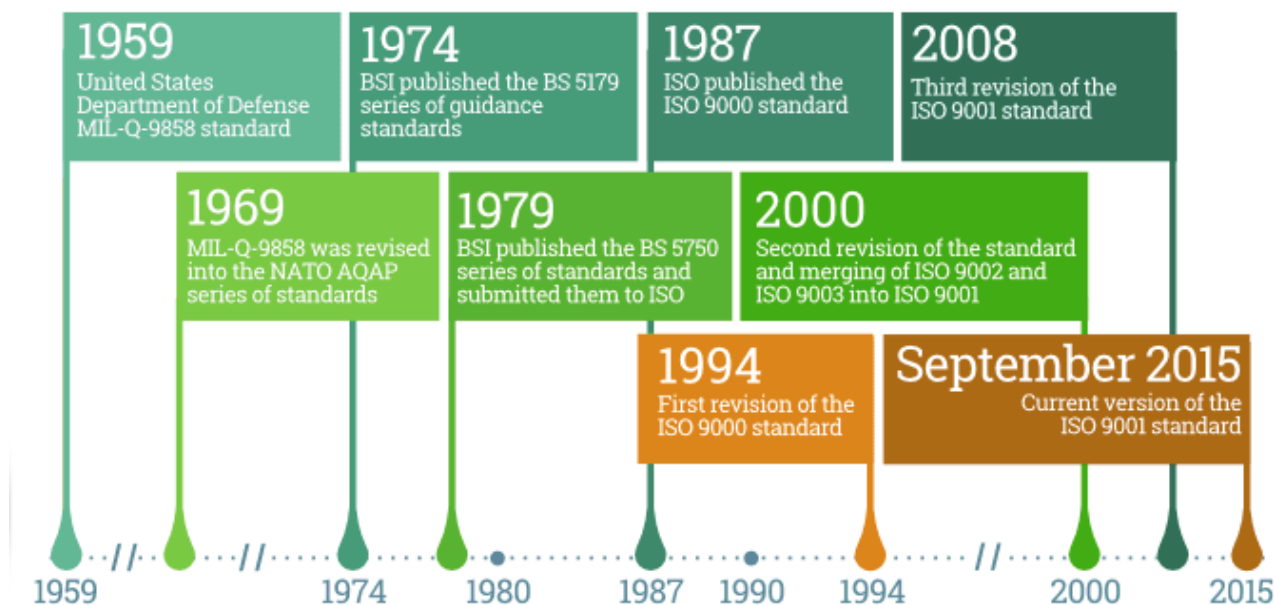 1959
United States
Department of Defense
MIL-Q-9858 standard
1974
BSI published the BS 5179
series of guidance
standards
1987
ISO published the
ISO 9000 standard
2008
Third revision of the
ISO 9001 standard
1969
MIL-Q-9858 was revised
into the NATO AQAP
series of standards
1979
BSI published the BS 5750
series of standards and
submitted them to ISO
2000
Second revision of the standard
and merging of ISO 9002 and
ISO 9003 into ISO 9001
1994
First revision of the
ISO 9000 standard
September 2015
Current version of the
ISO 9001 standard
1959 1974 1980 1987 1990 1994 2000 2015